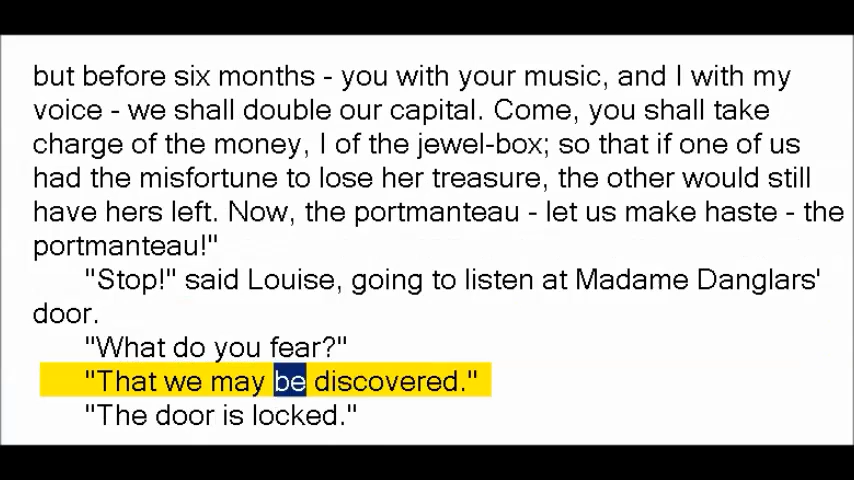 but before six months - you with your music, and I with my
voice - we shall double our capital. Come, you shall take
charge of the money, I of the jewel-box; so that if one of us
had the misfortune to lose her treasure, the other would still
have hers left. Now, the portmanteau - let us make haste - the
portmanteau!"
"Stop!" said Louise, going to listen at Madame Danglars'
door.
"What do you fear?"
"That we may be discovered."
"The door is locked."